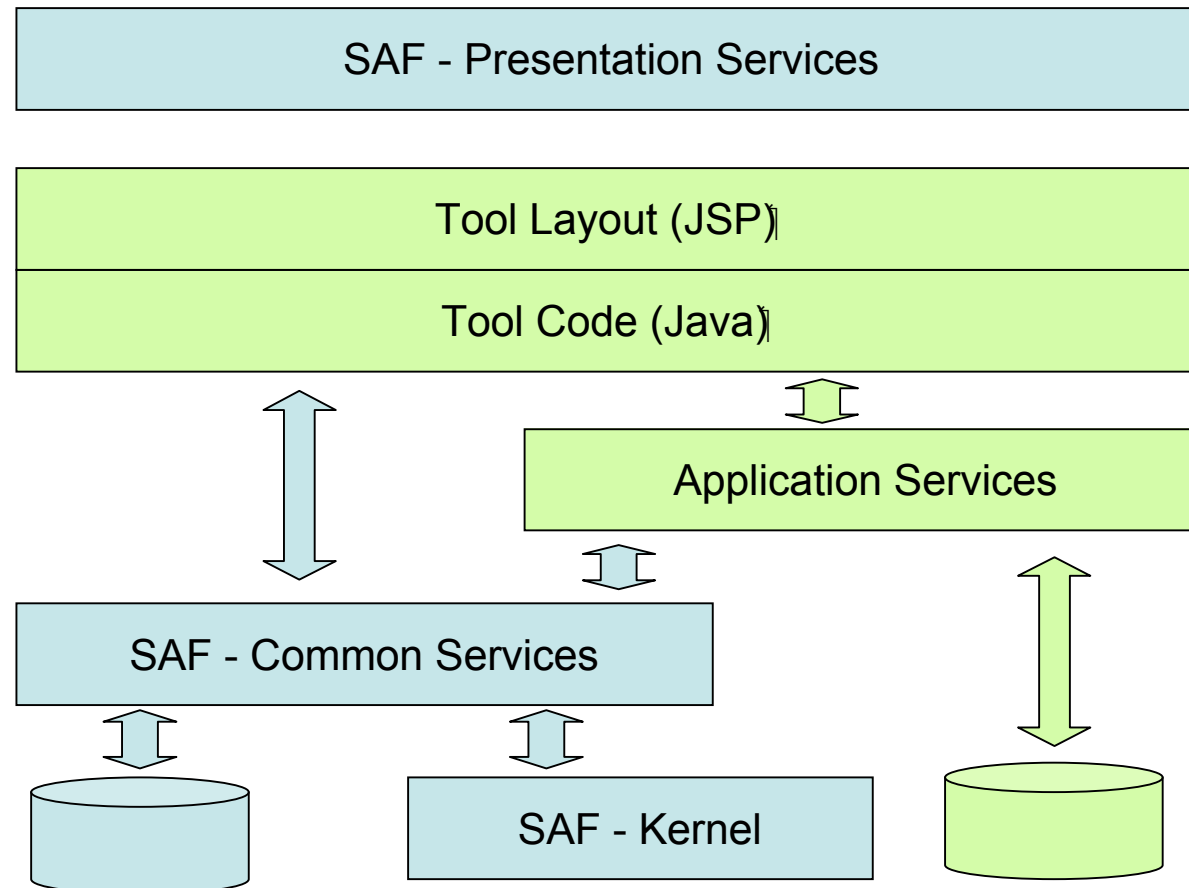 SAF - Presentation Services
Tool Layout (JSP)
Tool Code (Java)
Application Services
SAF - Common Services
SAF - Kernel